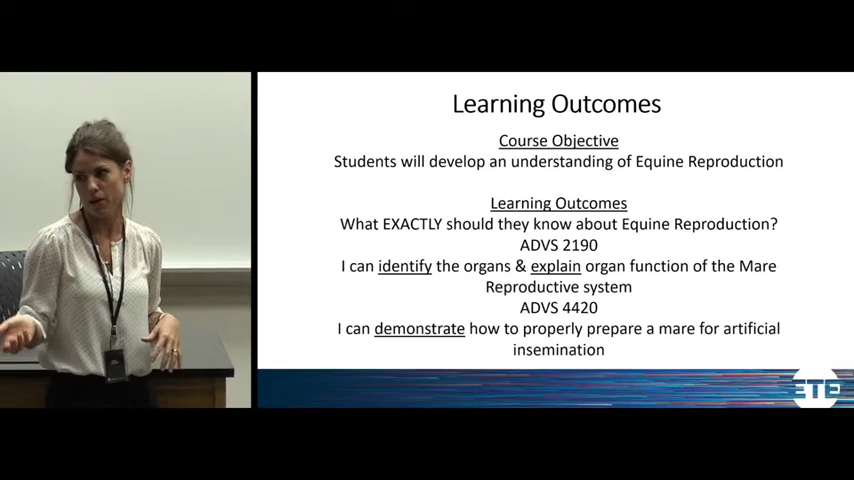 Learning Outcomes
Course Objective
Students will develop an understanding of Equine Reproduction
Learning Outcomes
What EXACTLY should they know about Equine Reproduction?
ADVS 2190
I can identify the organs & explain organ function of the Mare
Reproductive system
ADVS 4420
I can demonstrate how to properly prepare a mare for artificial
insemination
ETE